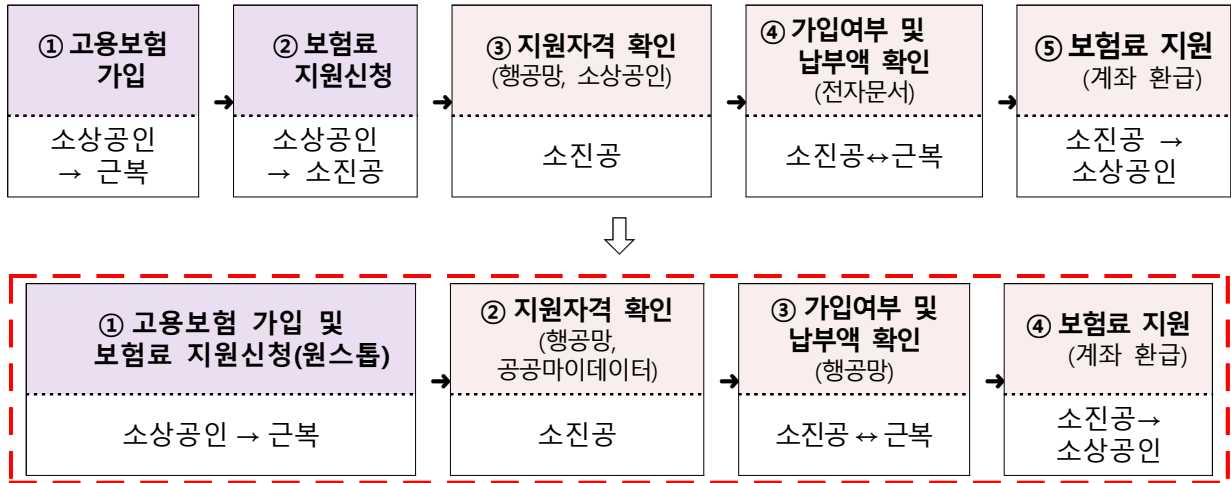 ① 고용보험
가입
소상공인
→ 근복
➜
② 보험료
지원신청
소상공인
→ 소진공
➜
③ 지원자격 확인
(행공망, 소상공인)
소진공
➜
④ 가입여부 및
납부액 확인
(전자문서)
소진공↔근복
➜
⑤ 보험료 지원
(계좌 환급)
소진공 →
소상공인
① 고용보험 가입 및
보험료 지원신청(원스톱)
소상공인 → 근복
➜
② 지원자격 확인
(행공망,
공공마이데이터)
소진공
➜
③ 가입여부 및
납부액 확인
(행공망)
소진공 ↔ 근복
➜
④ 보험료 지원
(계좌 환급)
소진공→
소상공인